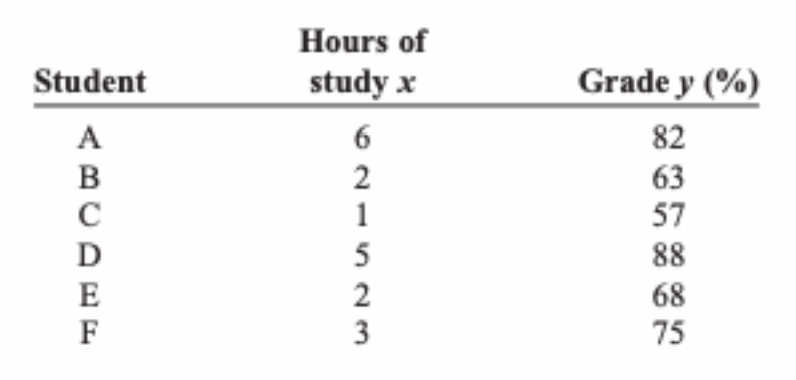 Hours of
Student study x Grade y (%)
A 6 82
B 2 63
C 1 57
D 5 88
E 2 68
F 3 75